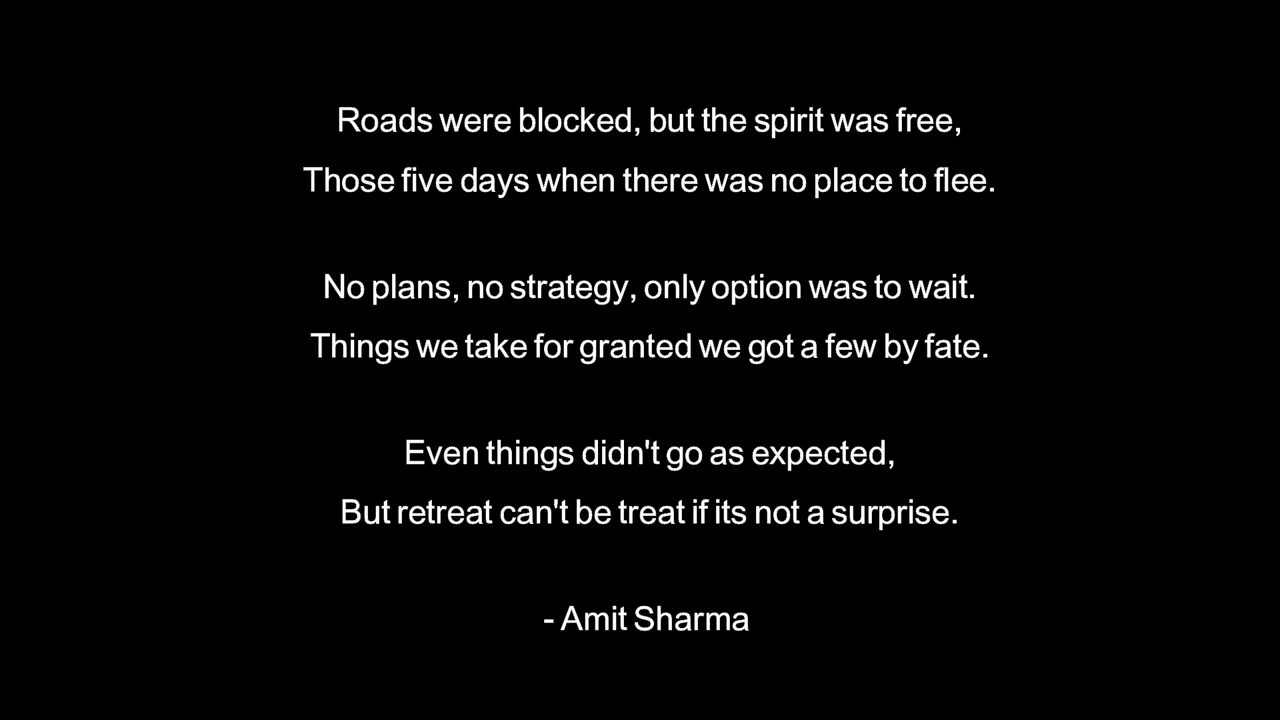 Roads were blocked, but the spirit was free,
Those five days when there was no place to flee.
No plans, no strategy, only option was to wait.
Things we take for granted we got a few by fate.
Even things didn't go as expected,
But retreat can't be treat if its not a surprise.
- Amit Sharma